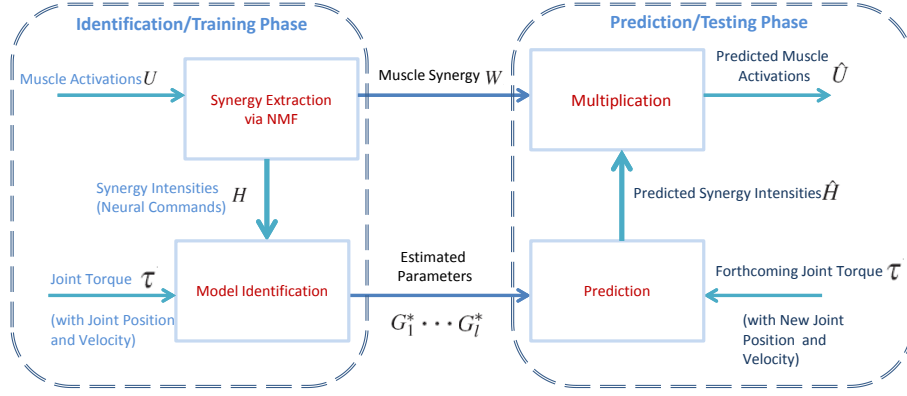 Identification/Training Phase
Prediction/Testing Phase
Muscle Activations U
Synergy Extraction
via NMF
Muscle Synergy W
Multiplication
Predicted Muscle
Activations Û
Synergy Intensities
(Neural Commands) H
Predicted Synergy Intensities Ĥ
Joint Torque τ
(with Joint Position
and Velocity)
Model Identification
Estimated
Parameters
G₁* · · · Gₗ*
Prediction
Forthcoming Joint Torque τ
(with New Joint
Position and
Velocity)